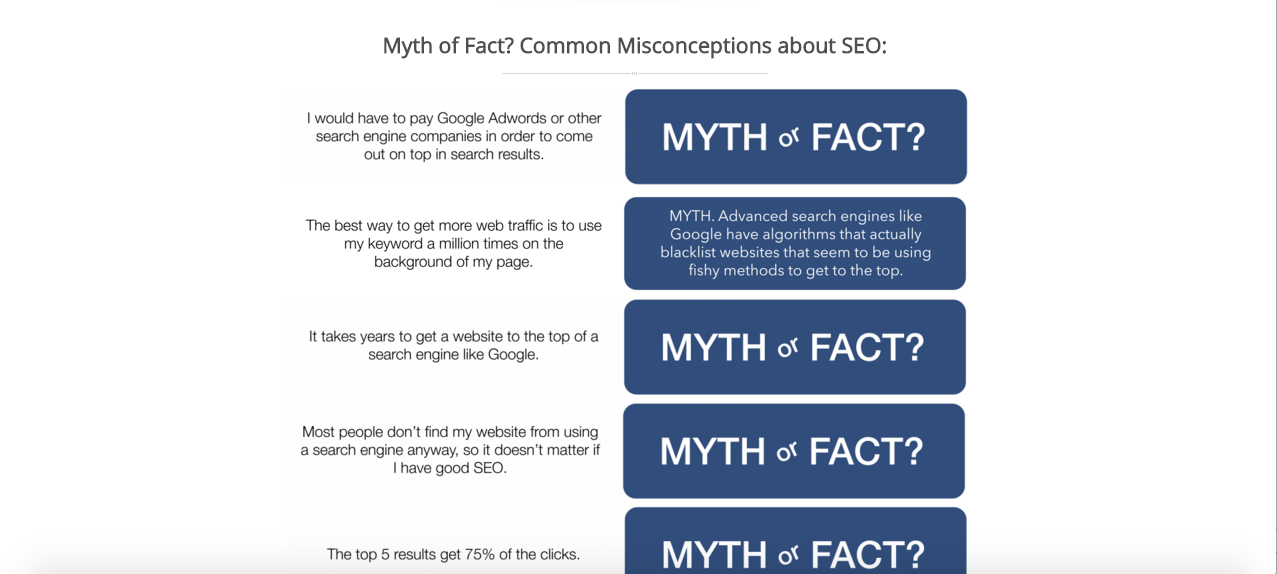 Myth of Fact? Common Misconceptions about SEO:
I would have to pay Google Adwords or other
search engine companies in order to come
out on top in search results.
MYTH or FACT?
The best way to get more web traffic is to use
my keyword a million times on the
background of my page.
MYTH. Advanced search engines like
Google have algorithms that actually
blacklist websites that seem to be using
fishy methods to get to the top.
It takes years to get a website to the top of a
search engine like Google.
MYTH or FACT?
Most people don’t find my website from using
a search engine anyway, so it doesn’t matter if
I have good SEO.
MYTH or FACT?
The top 5 results get 75% of the clicks.
MYTH or FACT?